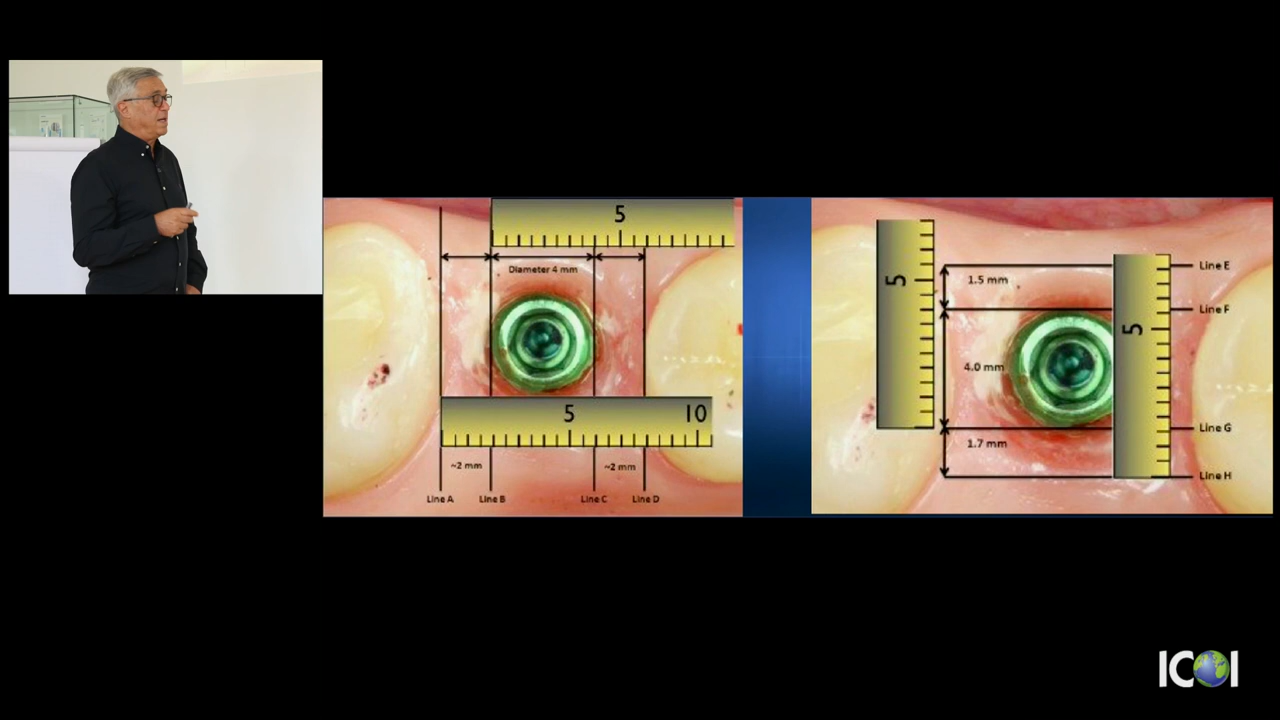 5
Diameter 4 mm
5 10
~2 mm ~2 mm
Line A Line B Line C Line D
5
5
Line E
1.5 mm
Line F
4.0 mm
Line G
1.7 mm
Line H
ICOI